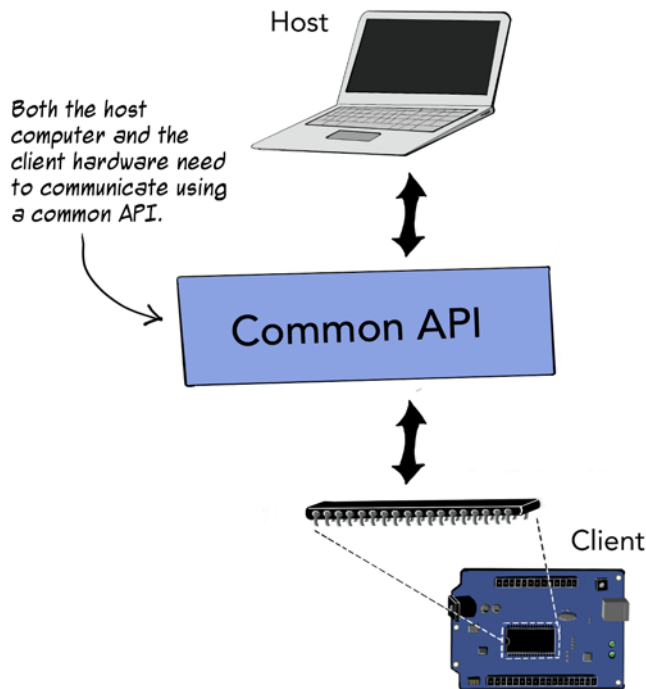 Host
Both the host
computer and the
client hardware need
to communicate using
a common API.
Common API
Client